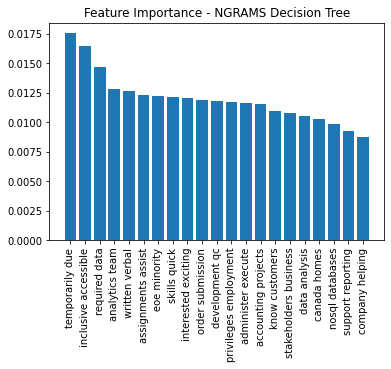 Feature Importance - NGRAMS Decision Tree
0.0175
0.0150
0.0125
0.0100
0.0075
0.0050
0.0025
0.0000
temporarily due
inclusive accessible
required data
analytics team
written verbal
assignments assist
eoe minority
skills quick
interested exciting
order submission
development qc
privileges employment
administer execute
accounting projects
know customers
stakeholders business
data analysis
canada homes
nosql databases
support reporting
company helping